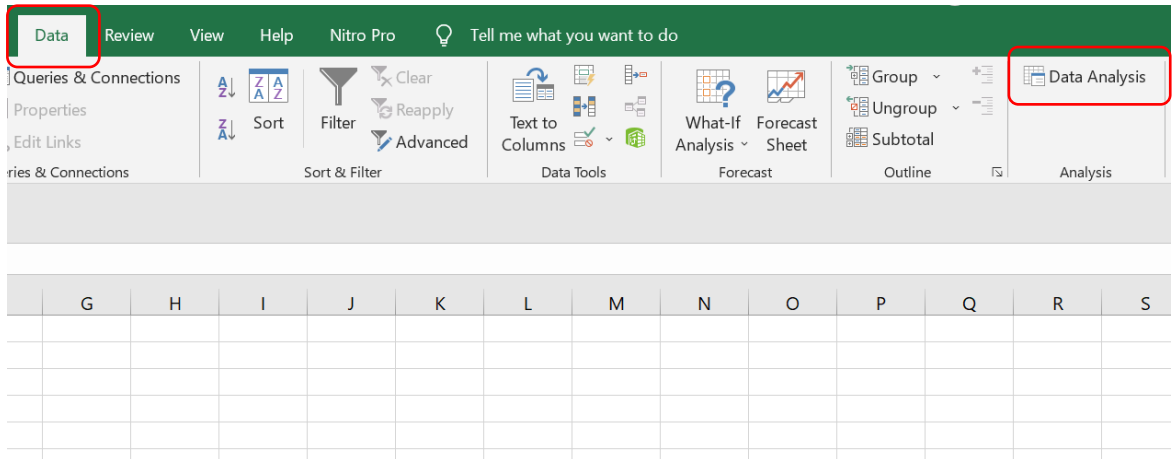 Data Review View Help Nitro Pro Tell me what you want to do
Queries & Connections
Properties
Edit Links
ries & Connections
Sort
Filter
Clear
Reapply
Advanced
Sort & Filter
Text to
Columns
Data Tools
What-If
Analysis
Forecast
Sheet
Forecast
Group
Ungroup
Subtotal
Outline
Data Analysis
Analysis
G H I J K L M N O P Q R S